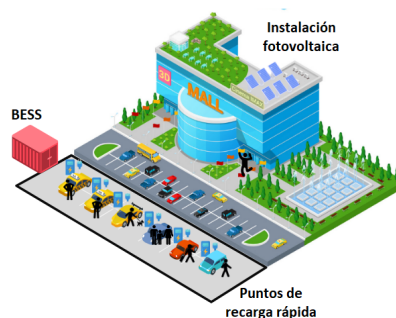 Instalación
fotovoltaica
BESS
3D
MALL
Puntos de
recarga rápida